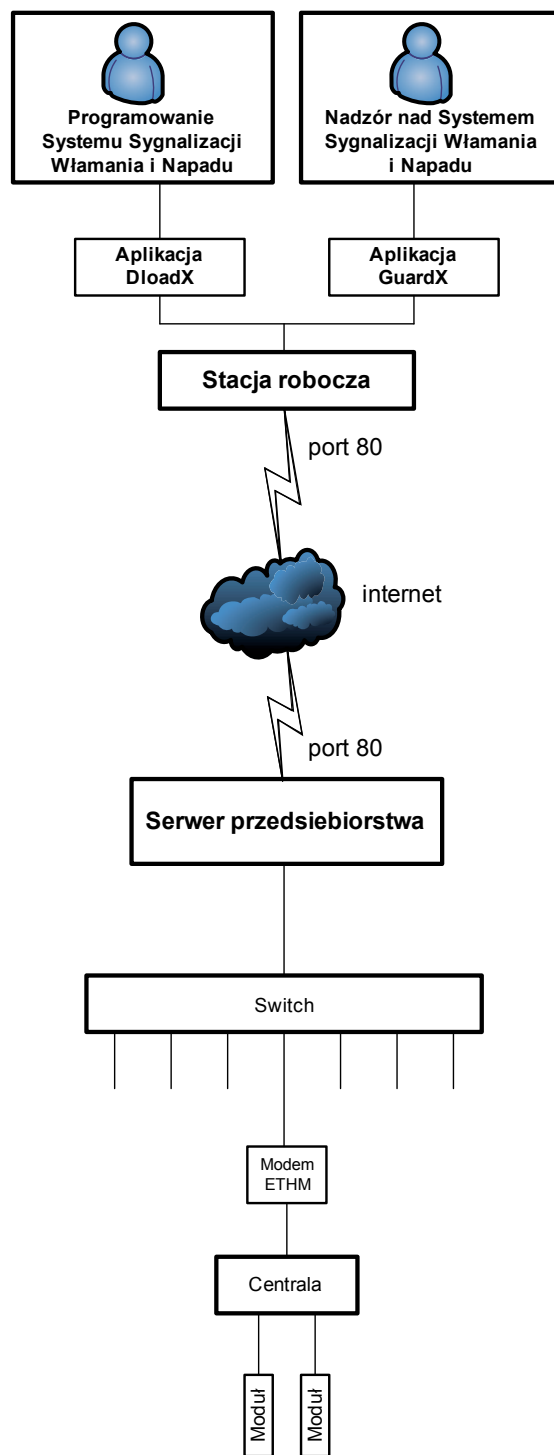 Programowanie
Systemu Sygnalizacji
Włamania i Napadu
Nadzór nad Systemem
Sygnalizacji Włamania
i Napadu
Aplikacja
DloadX
Aplikacja
GuardX
Stacja robocza
port 80
internet
port 80
Serwer przedsiebiorstwa
Switch
Modem
ETHM
Centrala
Moduł
Moduł